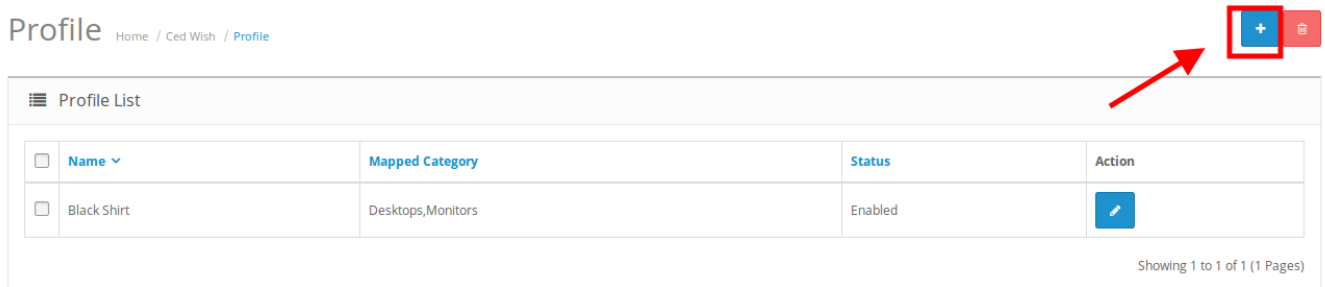 Profile Home / Ced Wish / Profile
Profile List
Name Mapped Category Status Action
Black Shirt Desktops,Monitors Enabled
Showing 1 to 1 of 1 (1 Pages)